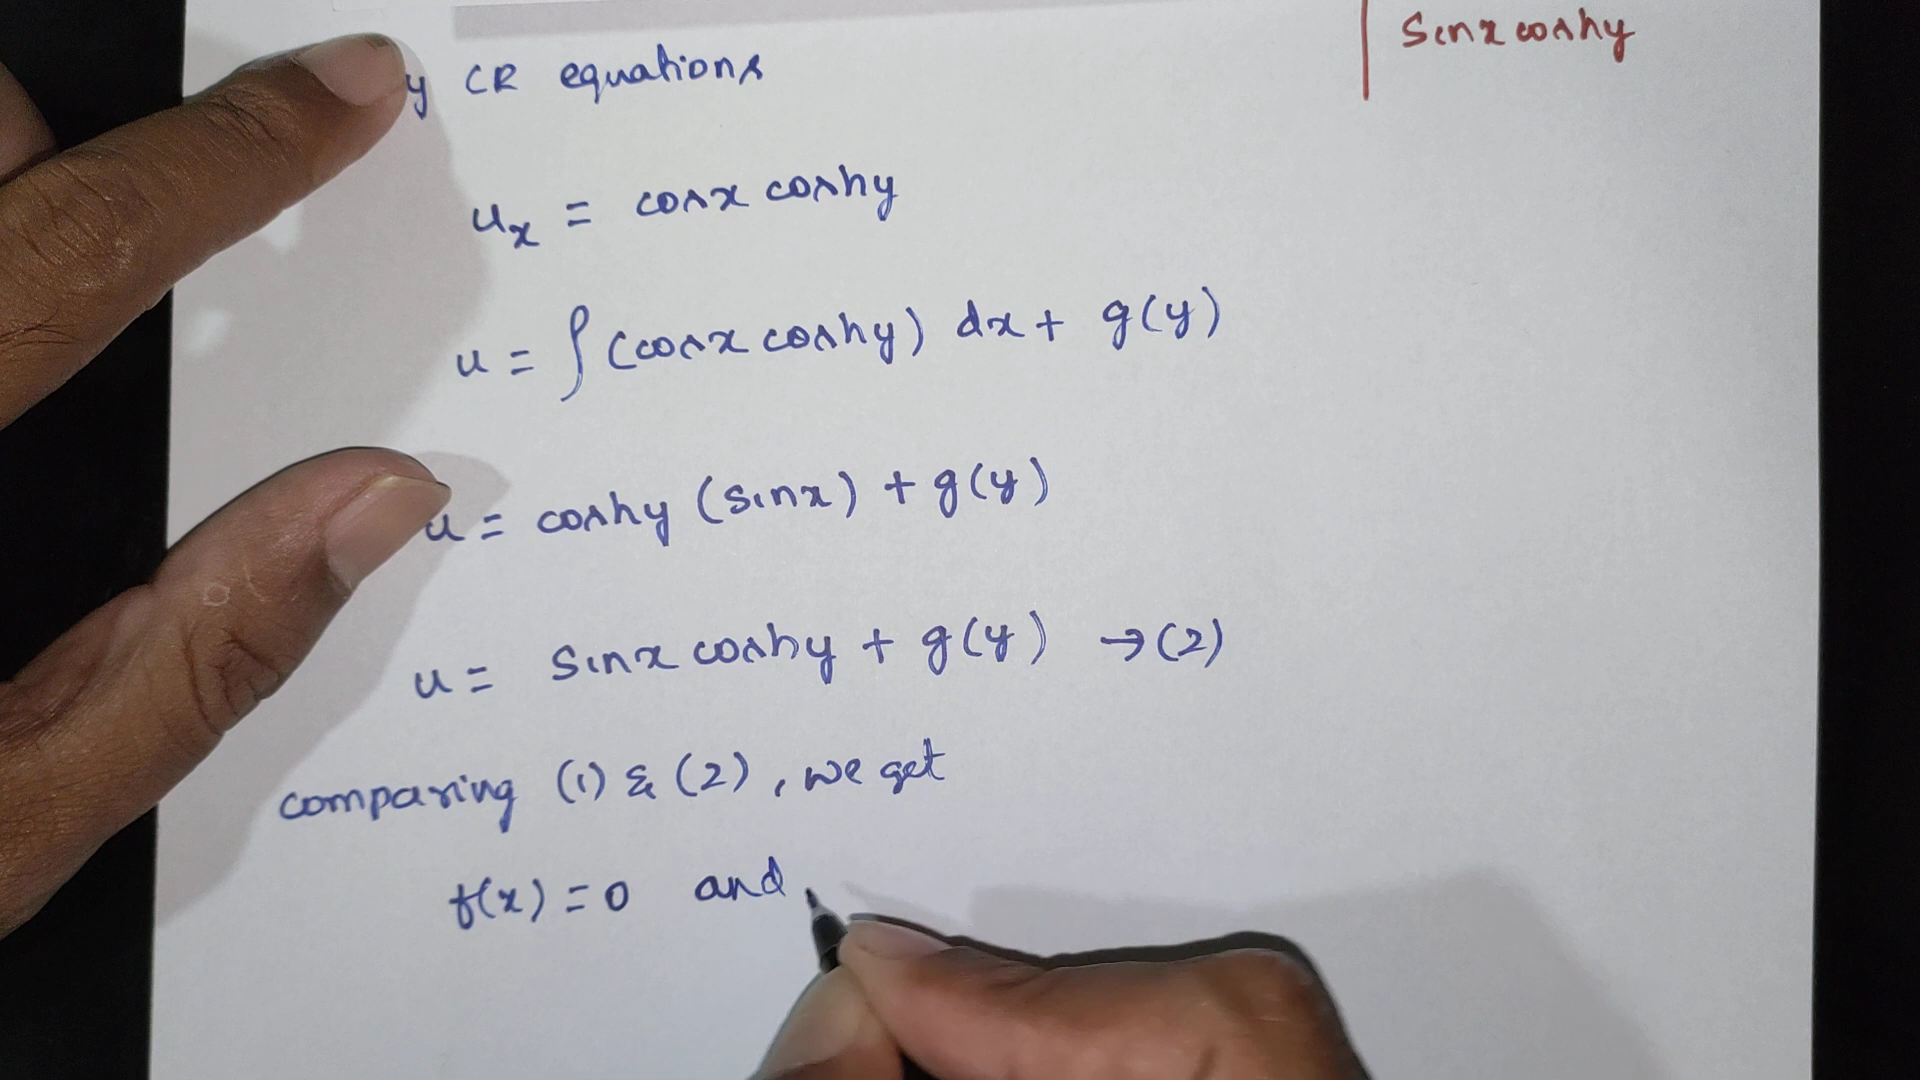 Sinx coshy
y CR equations
uₓ = cosx coshy
u = ∫ (cosx coshy) dx + g(y)
u = coshy (sinx) + g(y)
u = sinx coshy + g(y) → (2)
comparing (1) & (2), we get
f(x) = 0 and